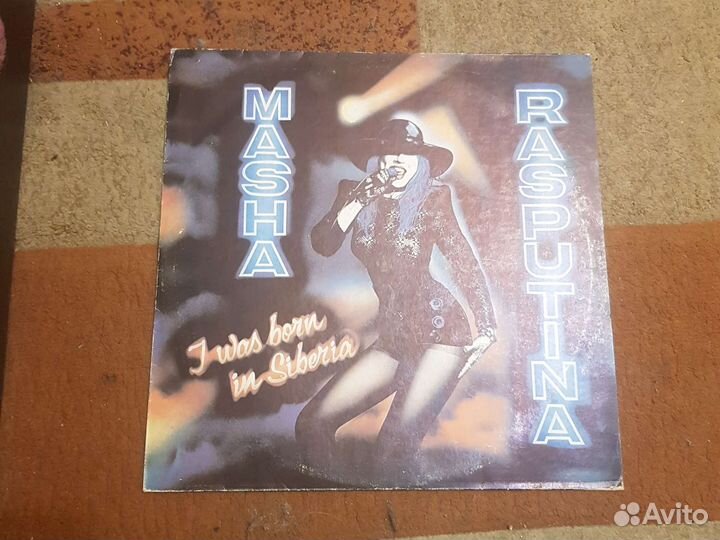 MASHA
RASPUTINA
I was born
in Siberia
Avito